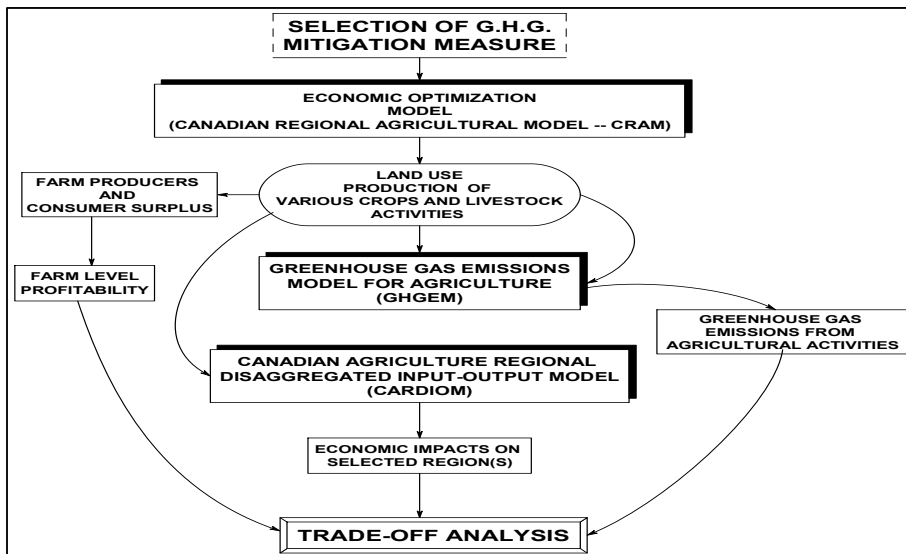 SELECTION OF G.H.G.
MITIGATION MEASURE
ECONOMIC OPTIMIZATION
MODEL
(CANADIAN REGIONAL AGRICULTURAL MODEL -- CRAM)
LAND USE
PRODUCTION OF
VARIOUS CROPS AND LIVESTOCK
ACTIVITIES
FARM PRODUCERS
AND
CONSUMER SURPLUS
FARM LEVEL
PROFITABILITY
GREENHOUSE GAS EMISSIONS
MODEL FOR AGRICULTURE
(GHGEM)
GREENHOUSE GAS
EMISSIONS FROM
AGRICULTURAL ACTIVITIES
CANADIAN AGRICULTURE REGIONAL
DISAGGREGATED INPUT-OUTPUT MODEL
(CARDIOM)
ECONOMIC IMPACTS ON
SELECTED REGION(S)
TRADE-OFF ANALYSIS